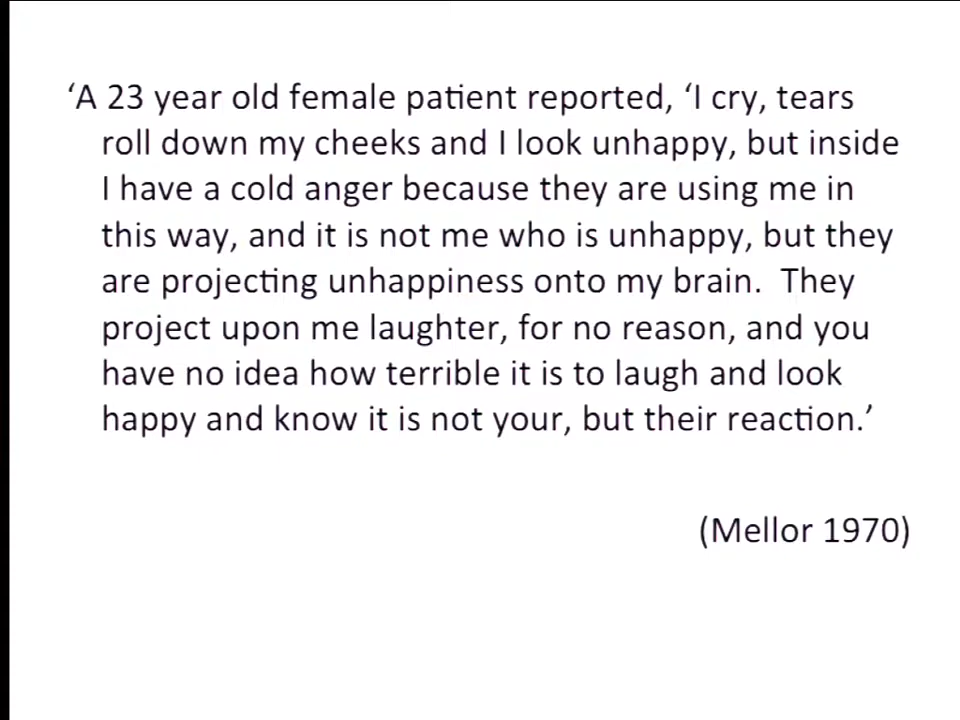 ‘A 23 year old female patient reported, ‘I cry, tears
roll down my cheeks and I look unhappy, but inside
I have a cold anger because they are using me in
this way, and it is not me who is unhappy, but they
are projecting unhappiness onto my brain.  They
project upon me laughter, for no reason, and you
have no idea how terrible it is to laugh and look
happy and know it is not your, but their reaction.’
(Mellor 1970)